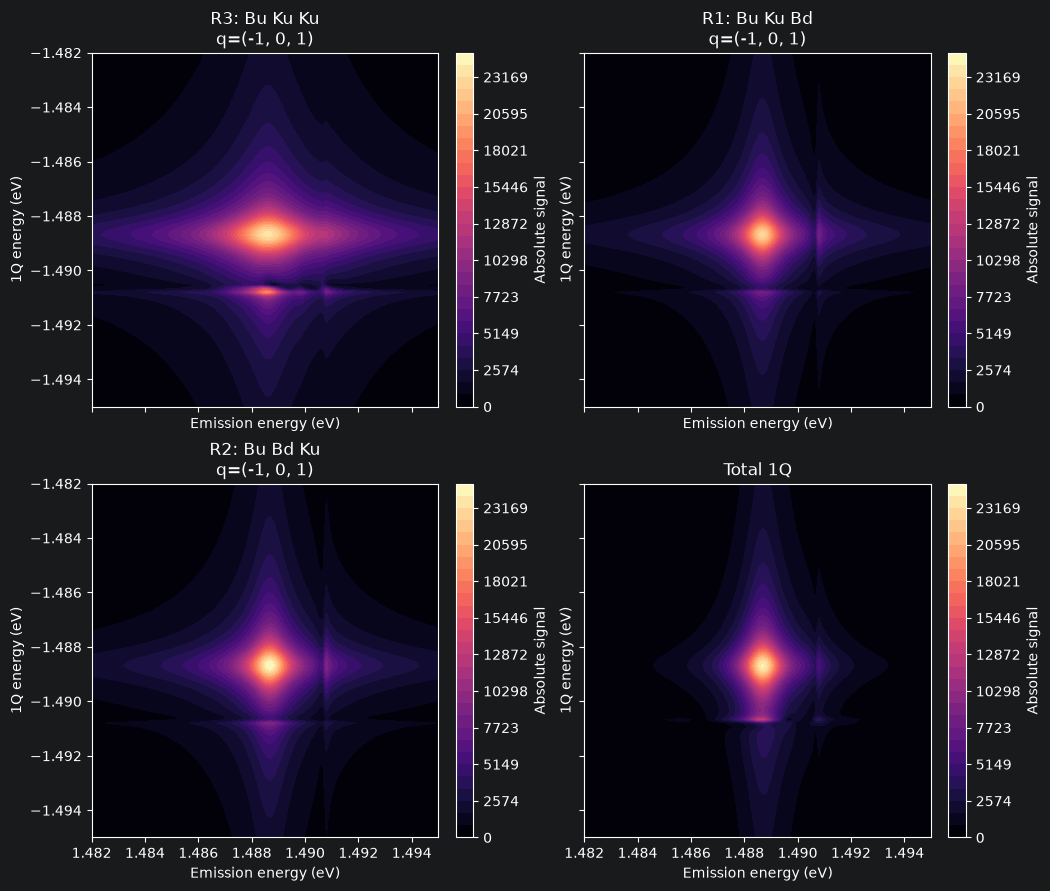 R3: Bu Ku Ku
q=(-1, 0, 1)
−1.482
−1.484
−1.486
−1.488
−1.490
−1.492
−1.494
1Q energy (eV)
Emission energy (eV)
23169
20595
18021
15446
12872
10298
7723
5149
2574
0
Absolute signal
R1: Bu Ku Bd
q=(-1, 0, 1)
1Q energy (eV)
Emission energy (eV)
23169
20595
18021
15446
12872
10298
7723
5149
2574
0
Absolute signal
R2: Bu Bd Ku
q=(-1, 0, 1)
−1.482
−1.484
−1.486
−1.488
−1.490
−1.492
−1.494
1Q energy (eV)
1.482 1.484 1.486 1.488 1.490 1.492 1.494
Emission energy (eV)
23169
20595
18021
15446
12872
10298
7723
5149
2574
0
Absolute signal
Total 1Q
1Q energy (eV)
1.482 1.484 1.486 1.488 1.490 1.492 1.494
Emission energy (eV)
23169
20595
18021
15446
12872
10298
7723
5149
2574
0
Absolute signal